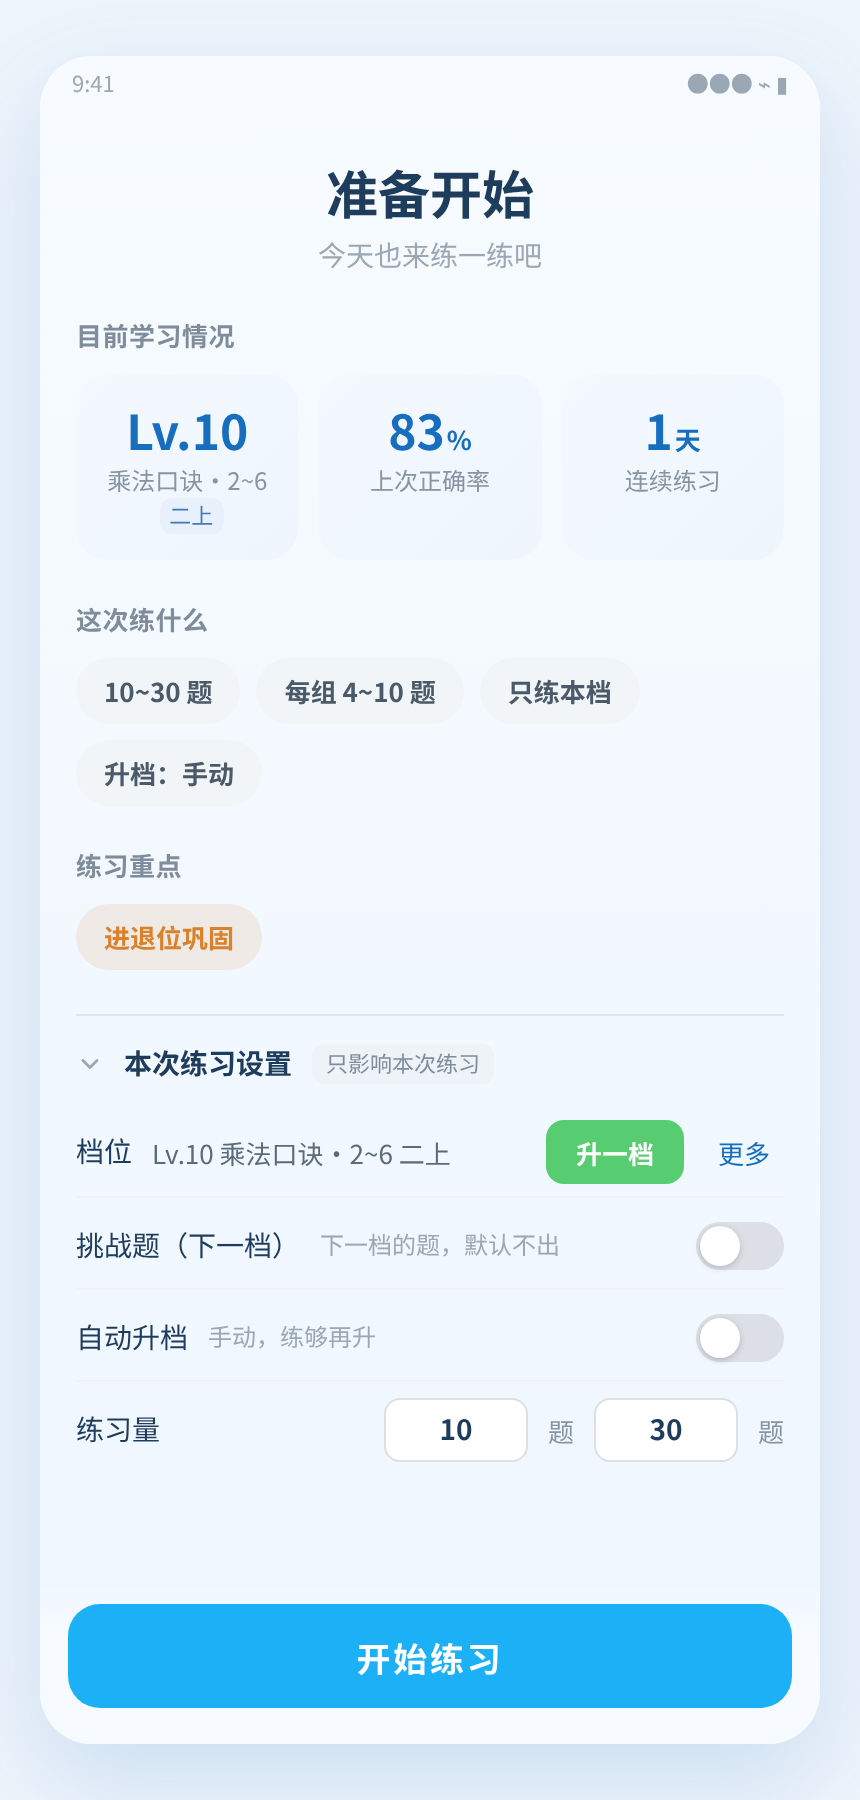 9:41
准备开始
今天也来练一练吧
目前学习情况
Lv.10
乘法口诀·2~6
二上
83%
上次正确率
1天
连续练习
这次练什么
10~30 题
每组 4~10 题
只练本档
升档：手动
练习重点
进退位巩固
本次练习设置 只影响本次练习
档位 Lv.10 乘法口诀·2~6 二上 升一档 更多
挑战题（下一档） 下一档的题，默认不出
自动升档 手动，练够再升
练习量 10 题 30 题
开始练习